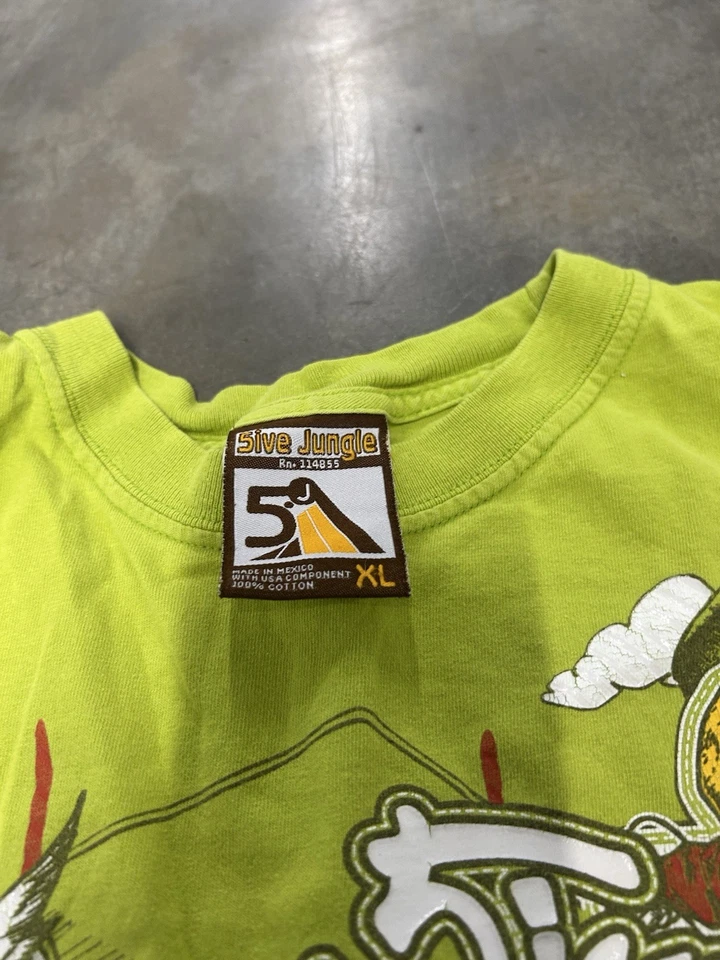 5ive Jungle
Rn. 114855
5J
MADE IN MEXICO
WITH USA COMPONENT
100% COTTON
XL